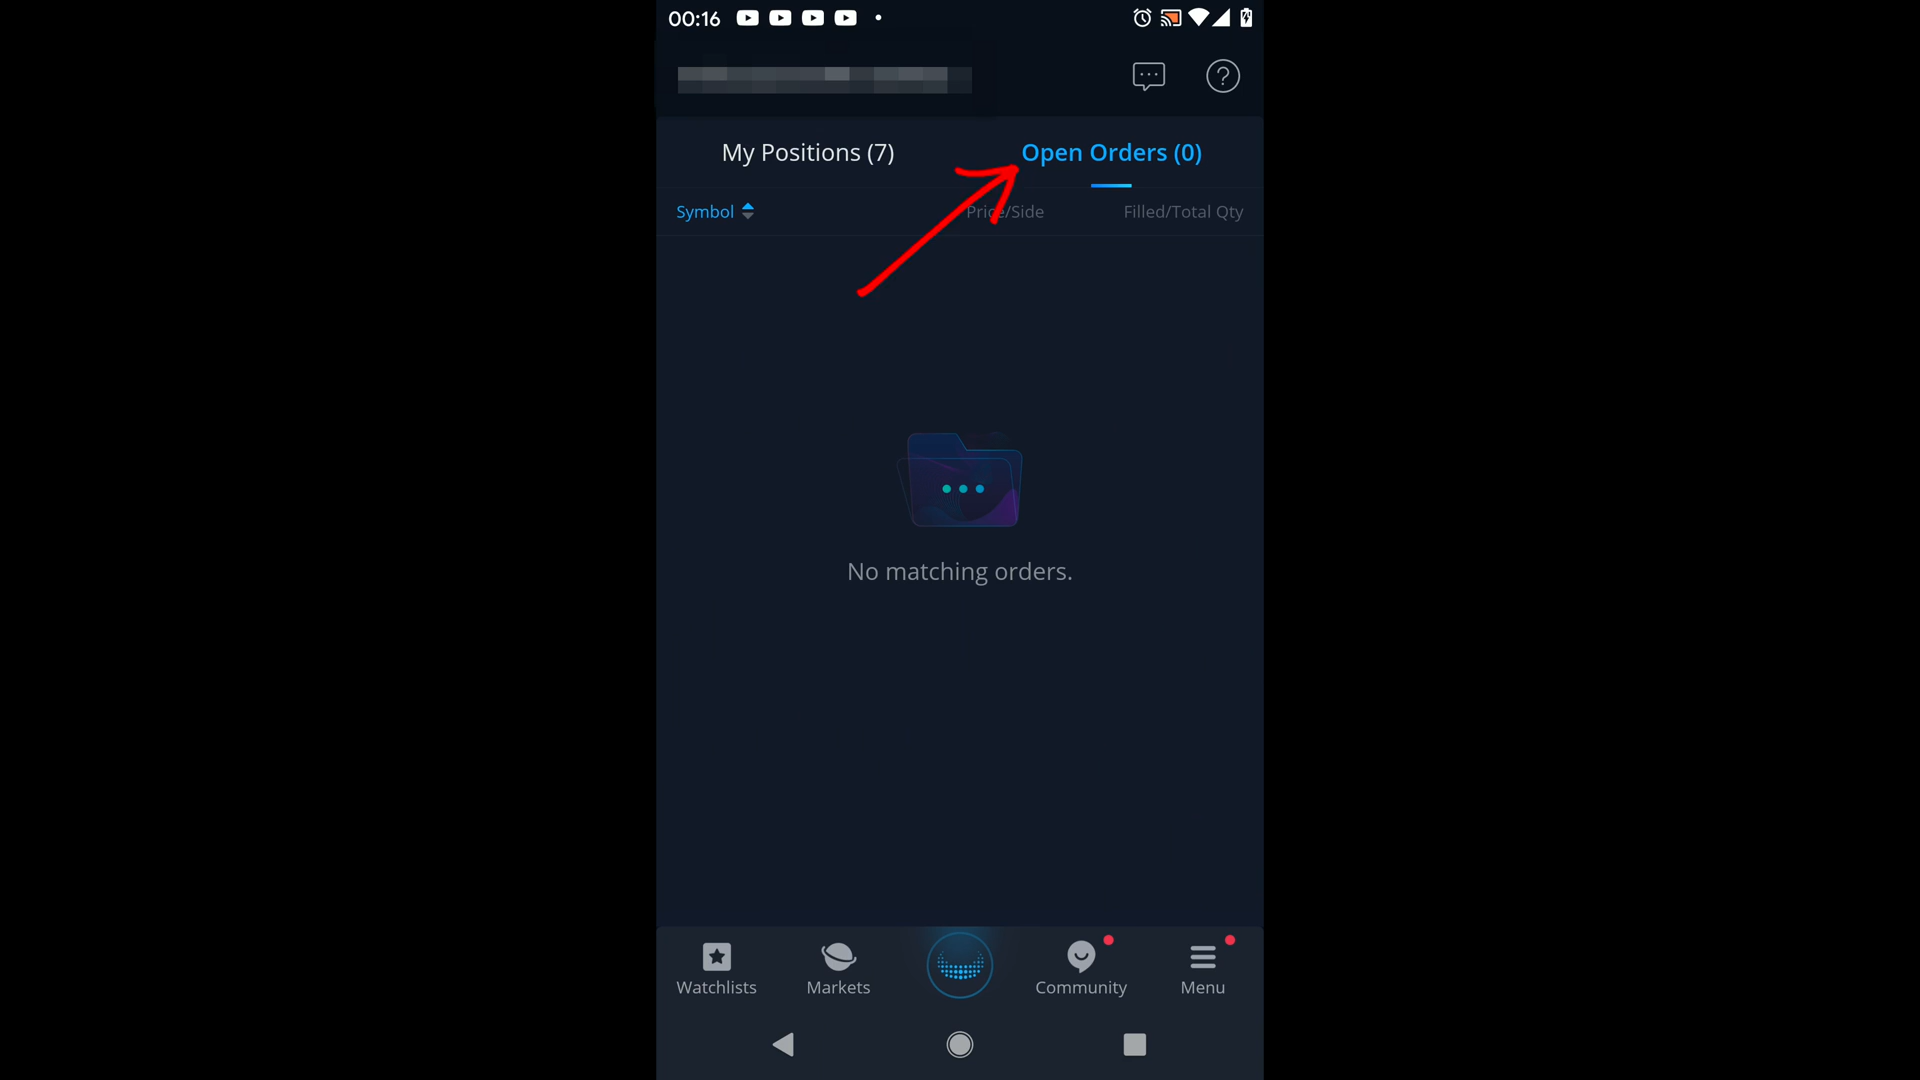 00:16
My Positions (7) Open Orders (0)
Symbol Price/Side Filled/Total Qty
No matching orders.
Watchlists Markets Community Menu